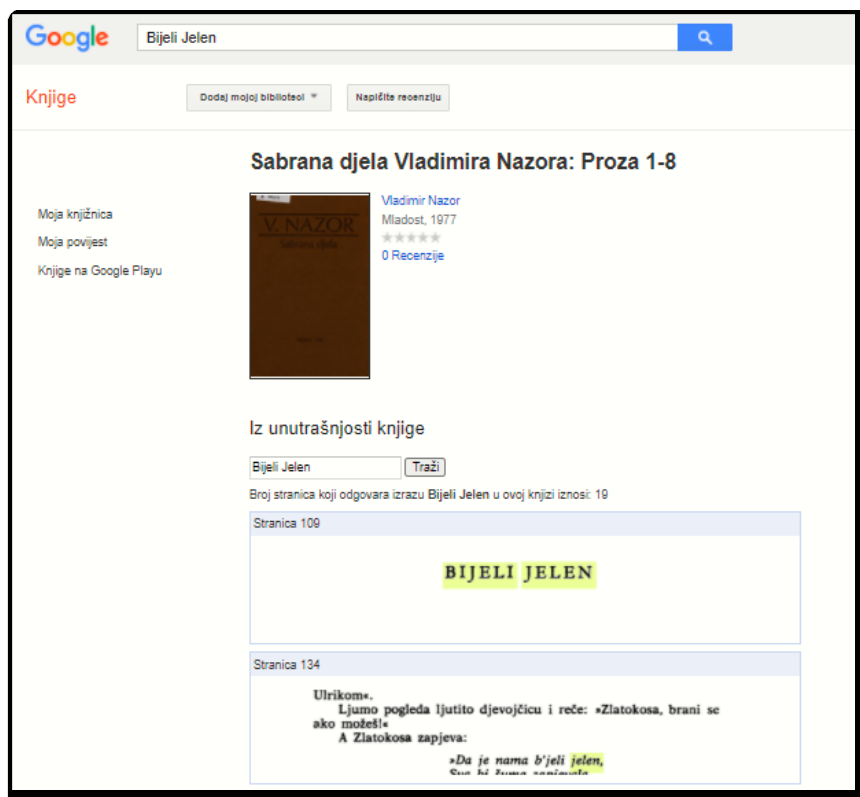 Google
Bijeli Jelen
Knjige
Dodaj mojoj biblioteci
Napišite recenziju
Sabrana djela Vladimira Nazora: Proza 1-8
Moja knjižnica
Moja povijest
Knjige na Google Playu
V. NAZOR
Sabrana djela
Vladimir Nazor
Mladost, 1977
0 Recenzije
Iz unutrašnjosti knjige
Bijeli Jelen
Traži
Broj stranica koji odgovara izrazu Bijeli Jelen u ovoj knjizi iznosi: 19
Stranica 109
BIJELI JELEN
Stranica 134
Ulrikom«.
Ljumo pogleda ljutito djevojčicu i reče: »Zlatokosa, brani se
ako možeš!«
A Zlatokosa zapjeva:
»Da je nama b'jeli jelen,